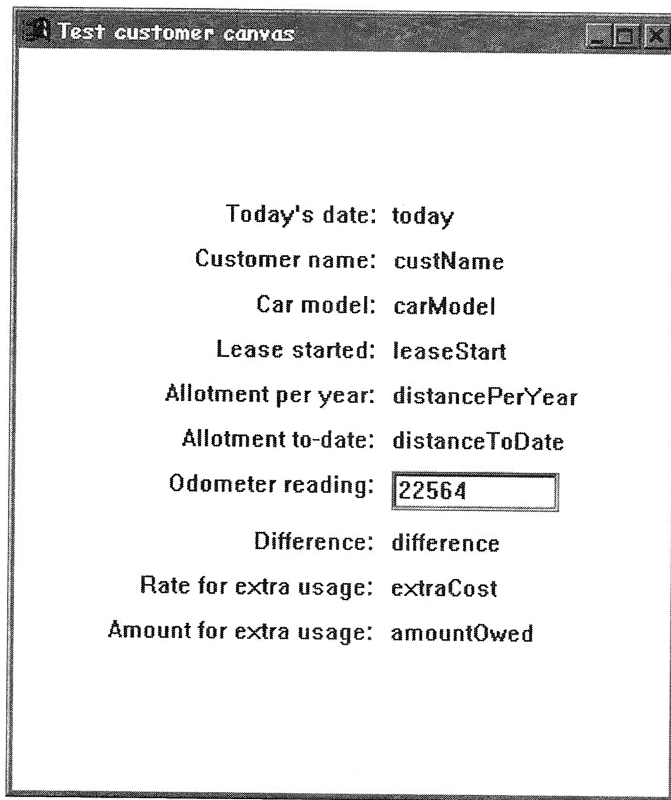 Test customer canvas
Today's date: today
Customer name: custName
Car model: carModel
Lease started: leaseStart
Allotment per year: distancePerYear
Allotment to-date: distanceToDate
Odometer reading: 22564
Difference: difference
Rate for extra usage: extraCost
Amount for extra usage: amountOwed